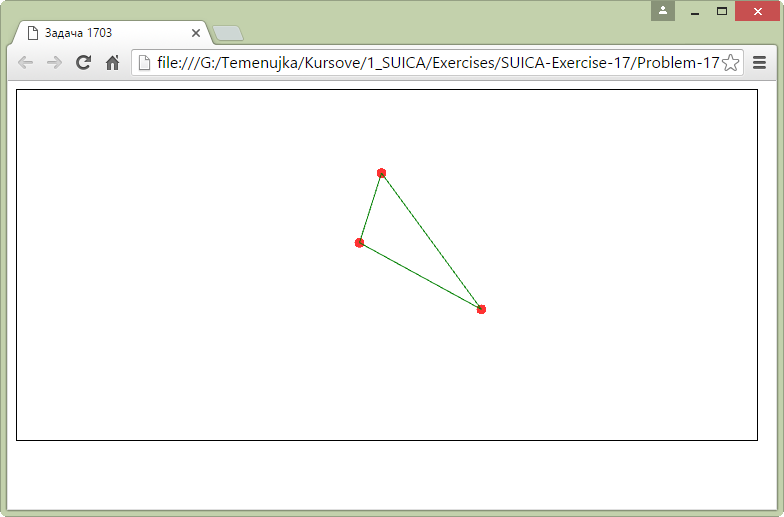 Задача 1703
file:///G:/Temenujka/Kursove/1_SUICA/Exercises/SUICA-Exercise-17/Problem-17